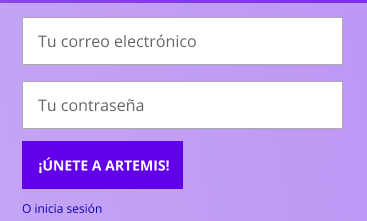 Tu correo electrónico
Tu contraseña
¡ÚNETE A ARTEMIS!
O inicia sesión